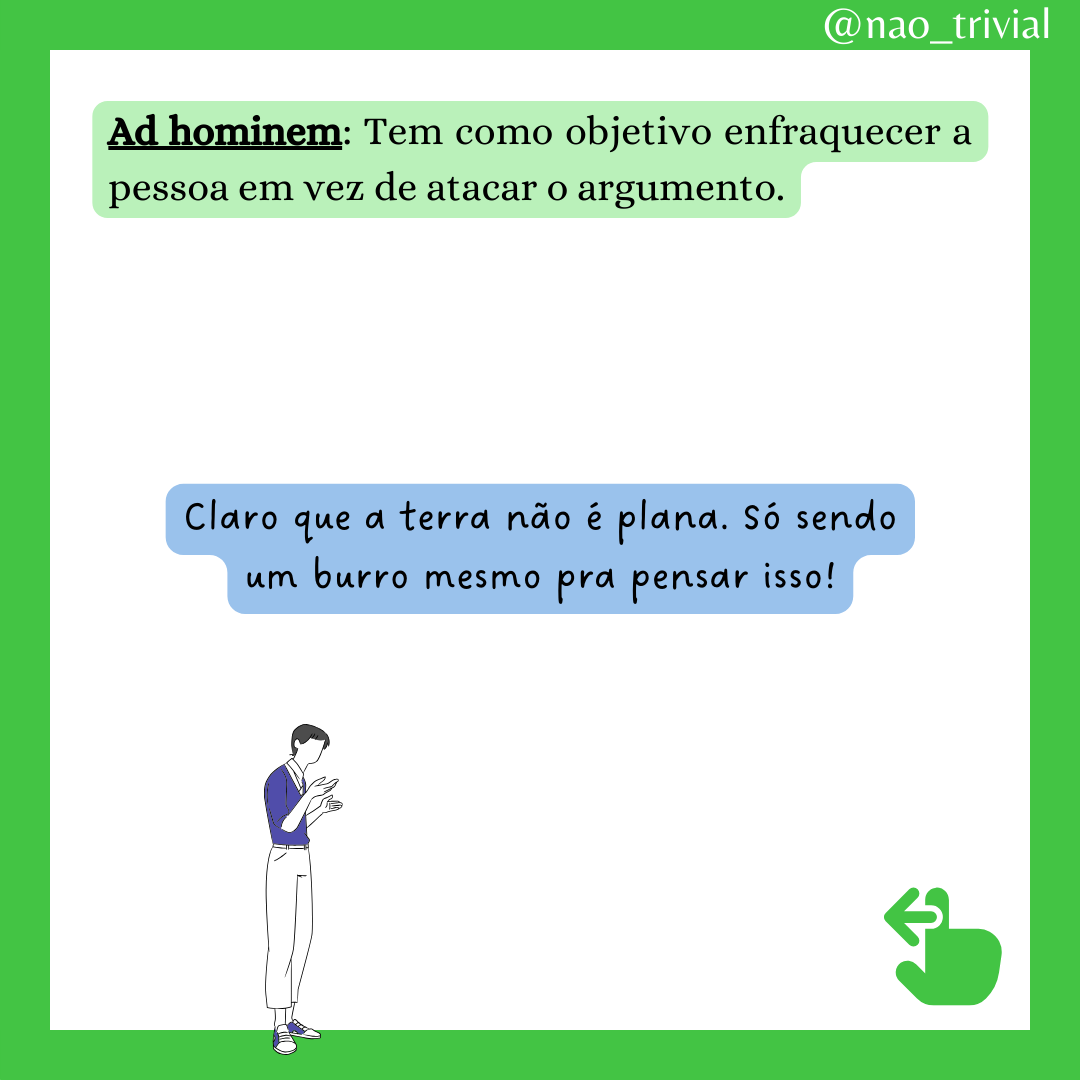 @nao_trivial
Ad hominem: Tem como objetivo enfraquecer a
pessoa em vez de atacar o argumento.
Claro que a terra não é plana. Só sendo
um burro mesmo pra pensar isso!